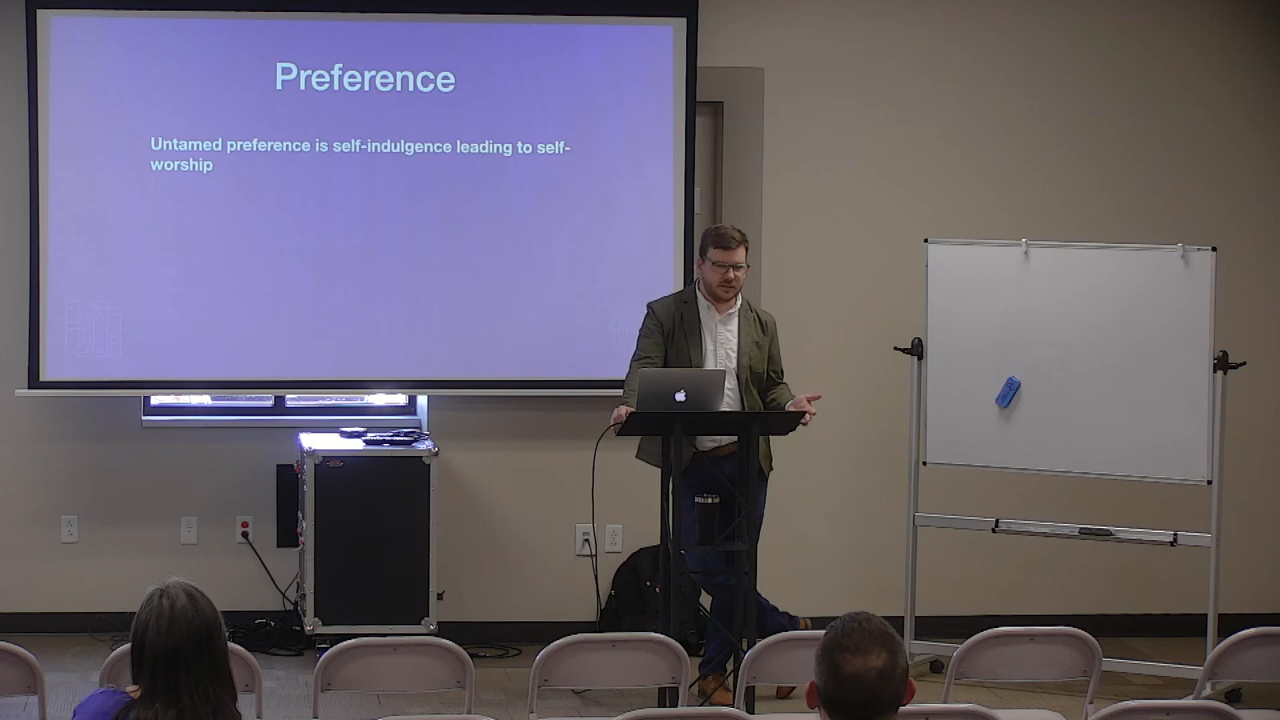 Preference
Untamed preference is self-indulgence leading to self-
worship